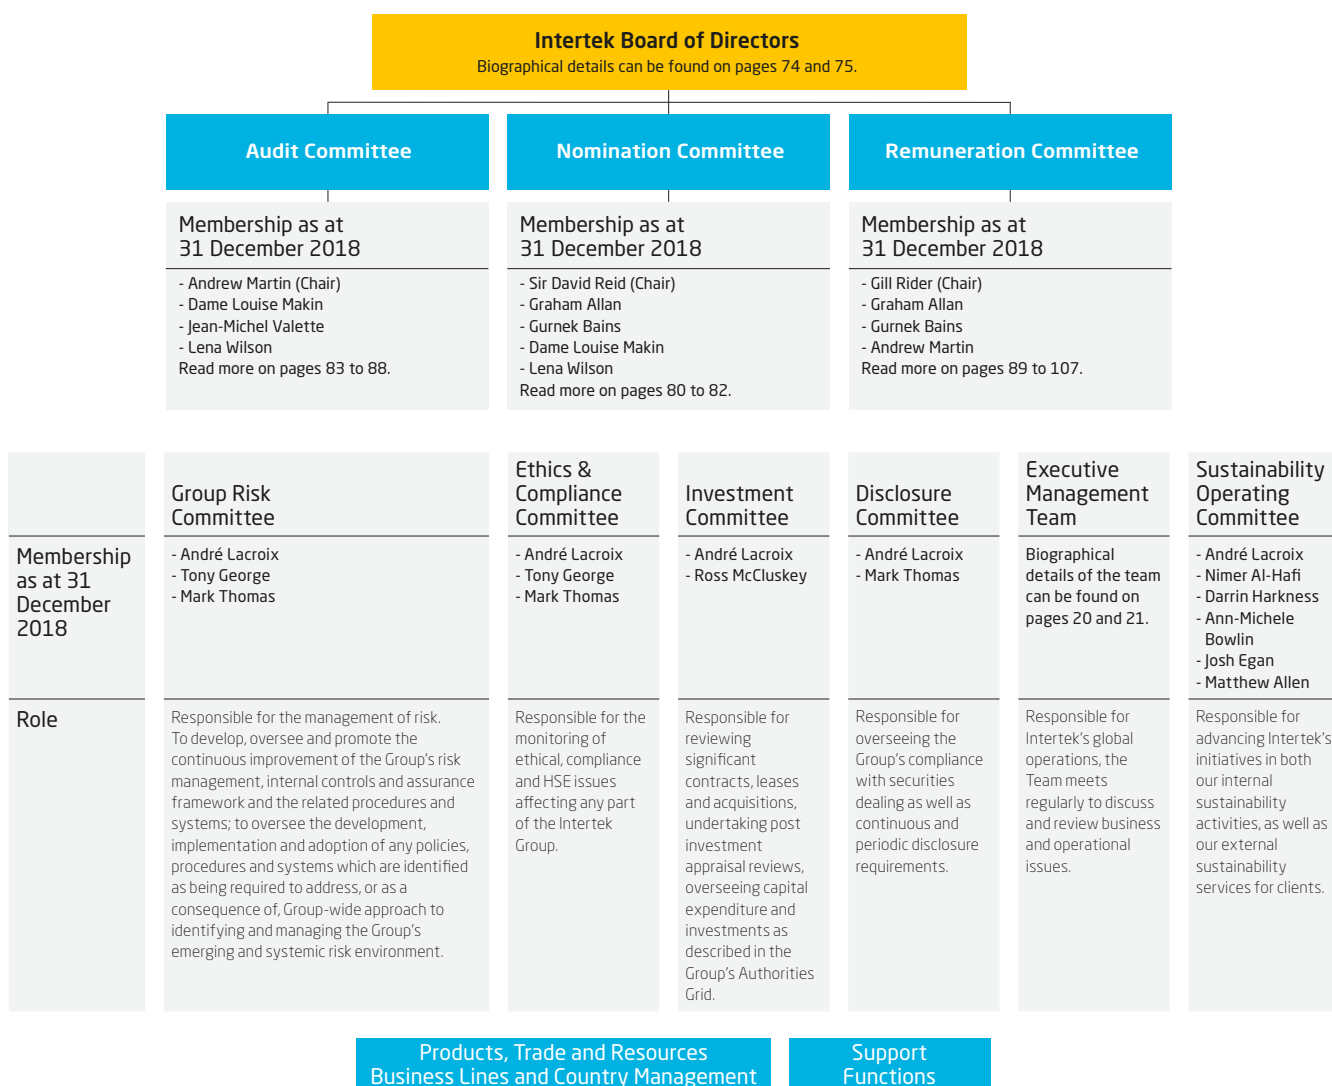 Intertek Board of Directors
Biographical details can be found on pages 74 and 75.
Audit Committee
Nomination Committee
Remuneration Committee
Membership as at
31 December 2018
- Andrew Martin (Chair)
- Dame Louise Makin
- Jean-Michel Valette
- Lena Wilson
Read more on pages 83 to 88.
Membership as at
31 December 2018
- Sir David Reid (Chair)
- Graham Allan
- Gurnek Bains
- Dame Louise Makin
- Lena Wilson
Read more on pages 80 to 82.
Membership as at
31 December 2018
- Gill Rider (Chair)
- Graham Allan
- Gurnek Bains
- Andrew Martin
Read more on pages 89 to 107.
Group Risk
Committee
Ethics &
Compliance
Committee
Investment
Committee
Disclosure
Committee
Executive
Management
Team
Sustainability
Operating
Committee
Membership
as at 31
December
2018
- André Lacroix
- Tony George
- Mark Thomas
- André Lacroix
- Tony George
- Mark Thomas
- André Lacroix
- Ross McCluskey
- André Lacroix
- Mark Thomas
Biographical
details of the team
can be found on
pages 20 and 21.
- André Lacroix
- Nimer Al-Hafi
- Darrin Harkness
- Ann-Michele
Bowlin
- Josh Egan
- Matthew Allen
Role
Responsible for the management of risk.
To develop, oversee and promote the
continuous improvement of the Group's risk
management, internal controls and assurance
framework and the related procedures and
systems; to oversee the development,
implementation and adoption of any policies,
procedures and systems which are identified
as being required to address, or as a
consequence of, Group-wide approach to
identifying and managing the Group's
emerging and systemic risk environment.
Responsible for the
monitoring of
ethical, compliance
and HSE issues
affecting any part
of the Intertek
Group.
Responsible for
reviewing
significant
contracts, leases
and acquisitions,
undertaking post
investment
appraisal reviews,
overseeing capital
expenditure and
investments as
described in the
Group's Authorities
Grid.
Responsible for
overseeing the
Group's compliance
with securities
dealing as well as
continuous and
periodic disclosure
requirements.
Responsible for
Intertek's global
operations, the
Team meets
regularly to discuss
and review business
and operational
issues.
Responsible for
advancing Intertek's
initiatives in both
our internal
sustainability
activities, as well as
our external
sustainability
services for clients.
Products, Trade and Resources
Business Lines and Country Management
Support
Functions